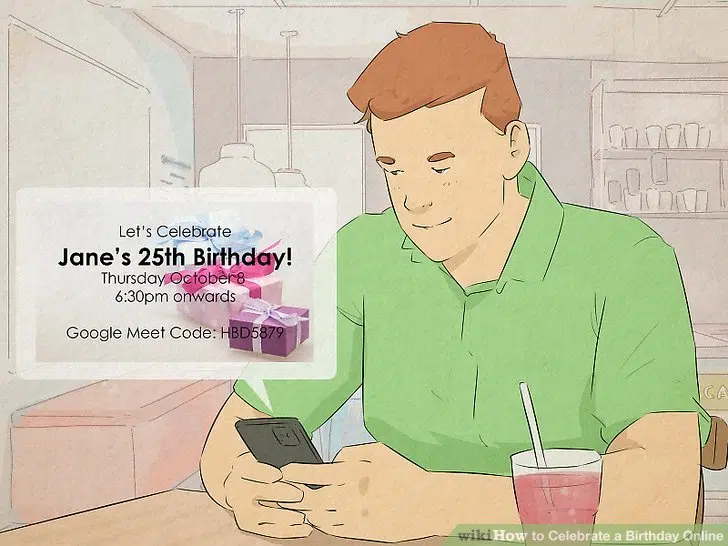 Let's Celebrate
Jane's 25th Birthday!
Thursday October 8
6:30pm onwards
Google Meet Code: HBD5879
CA
wikiHow to Celebrate a Birthday Online